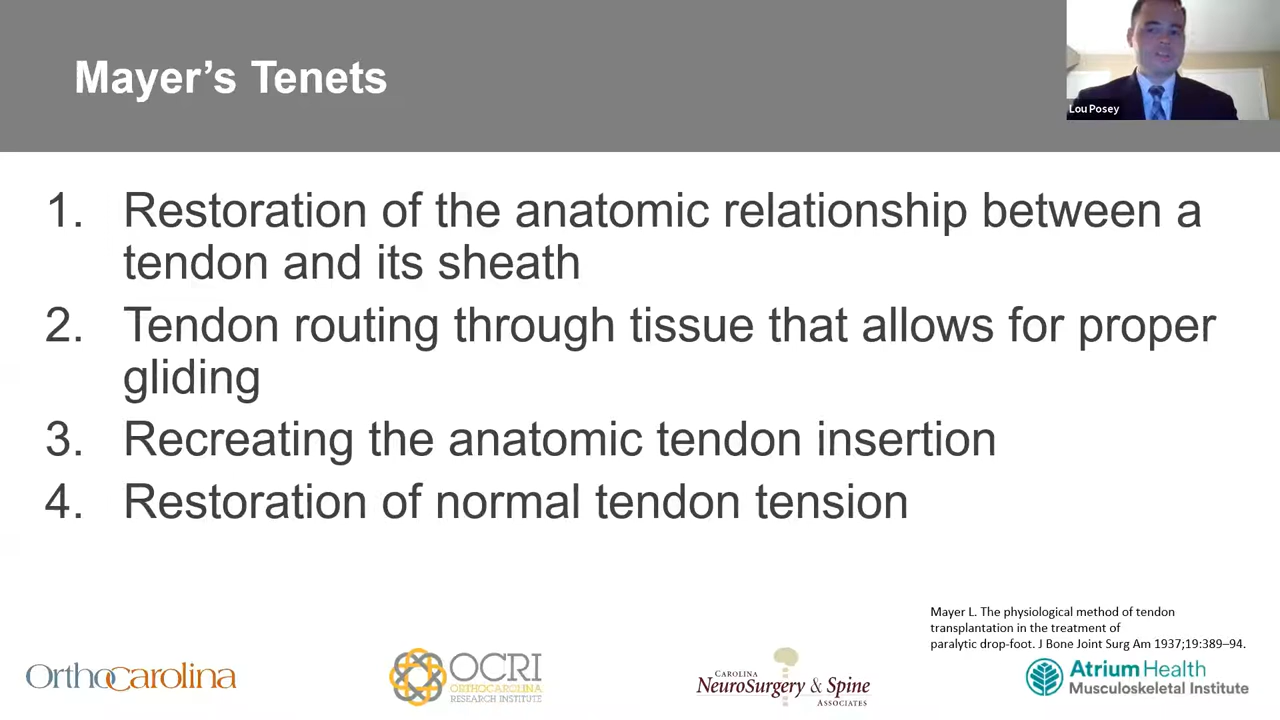 Mayer's Tenets
Lou Posey
1. Restoration of the anatomic relationship between a
tendon and its sheath
2. Tendon routing through tissue that allows for proper
gliding
3. Recreating the anatomic tendon insertion
4. Restoration of normal tendon tension
Mayer L. The physiological method of tendon
transplantation in the treatment of
paralytic drop-foot. J Bone Joint Surg Am 1937;19:389–94.
OrthoCarolina
OCRI
ORTHOCAROLINA
RESEARCH INSTITUTE
CAROLINA
NEUROSURGERY & SPINE
ASSOCIATES
Atrium Health
Musculoskeletal Institute